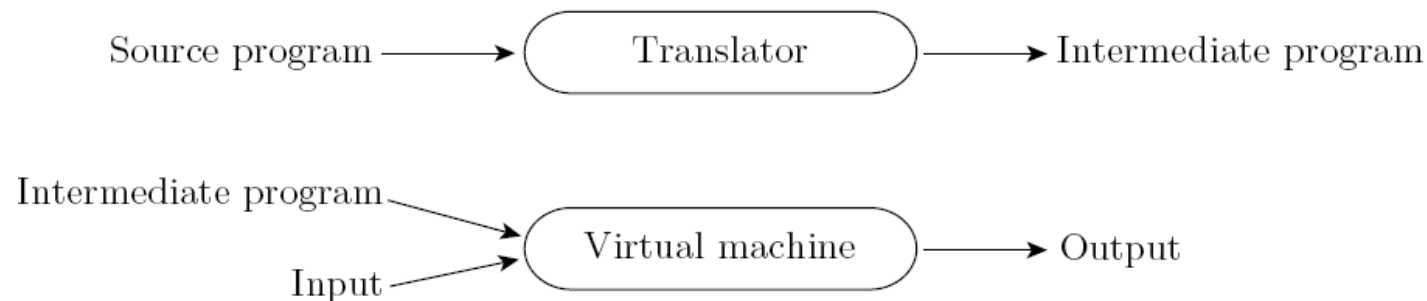 Source program
Translator
Intermediate program
Intermediate program
Input
Virtual machine
Output